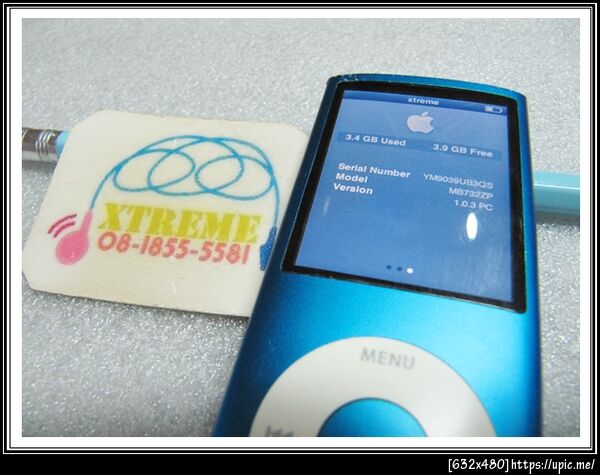 XTREME
08-1855-5581
xtreme
3.4 GB Used 3.9 GB Free
Serial Number YM9039UB3QS
Model MB732ZP
Version 1.0.3 PC
MENU
[632x480]https://upic.me/